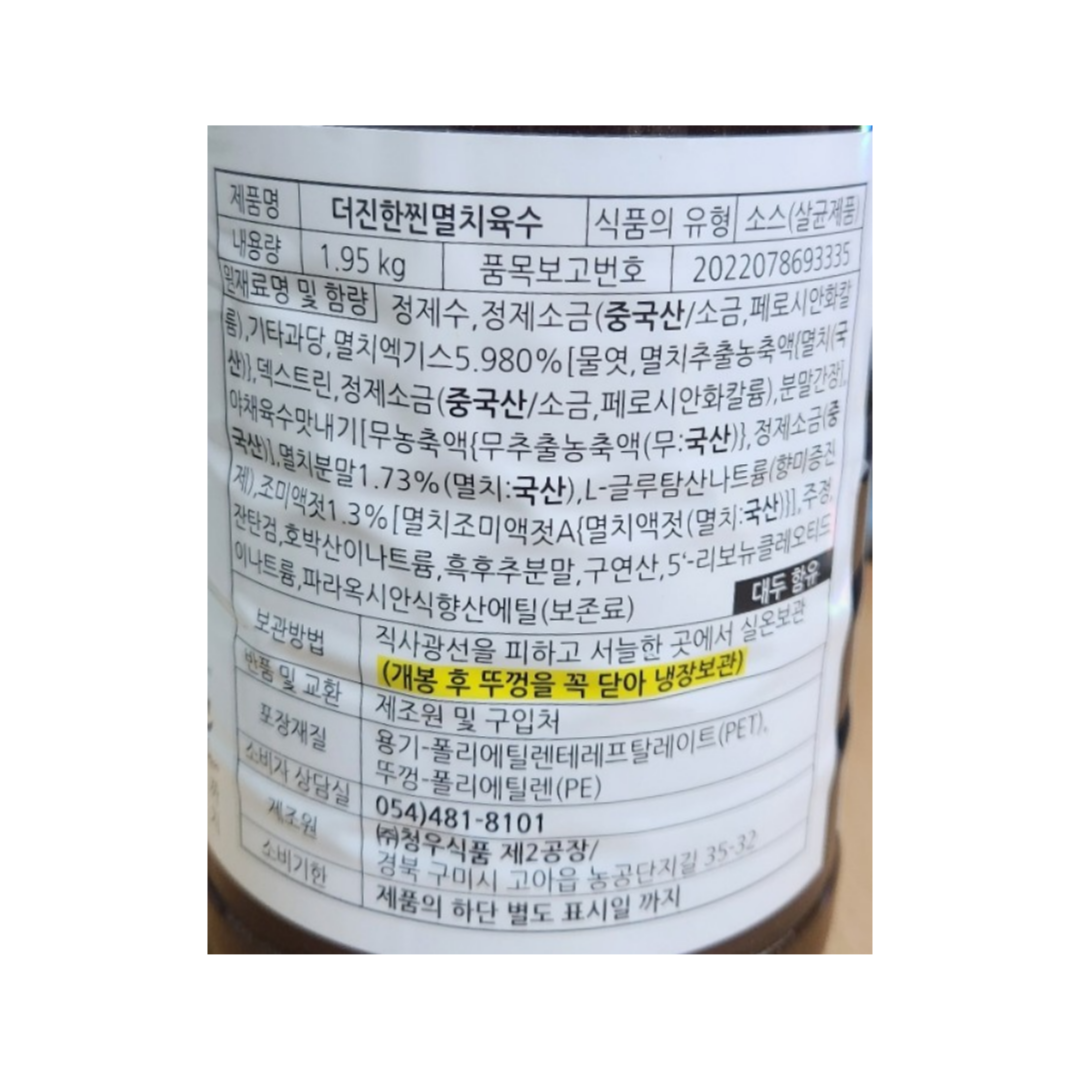 제품명 더진한찐멸치육수 식품의 유형 소스(살균제품)
내용량 1.95 kg 품목보고번호 2022078693335
원재료명 및 함량 정제수,정제소금(중국산/소금,페로시안화칼
륨),기타과당,멸치엑기스5.980%[물엿,멸치추출농축액{멸치(국
산)},덱스트린,정제소금(중국산/소금,페로시안화칼륨),분말간장],
야채육수맛내기[무농축액{무추출농축액(무:국산)},정제소금(중
국산)],멸치분말1.73%(멸치:국산),L-글루탐산나트륨(향미증진
제),조미액젓1.3%[멸치조미액젓A{멸치액젓(멸치:국산)}],주정,
잔탄검,호박산이나트륨,흑후추분말,구연산,5'-리보뉴클레오티드
이나트륨,파라옥시안식향산에틸(보존료)
대두 함유
보관방법 직사광선을 피하고 서늘한 곳에서 실온보관
(개봉 후 뚜껑을 꼭 닫아 냉장보관)
반품 및 교환 제조원 및 구입처
포장재질 용기-폴리에틸렌테레프탈레이트(PET),
뚜껑-폴리에틸렌(PE)
소비자 상담실 054)481-8101
제조원 ㈜청우식품 제2공장/
경북 구미시 고아읍 농공단지길 35-32
소비기한 제품의 하단 별도 표시일 까지